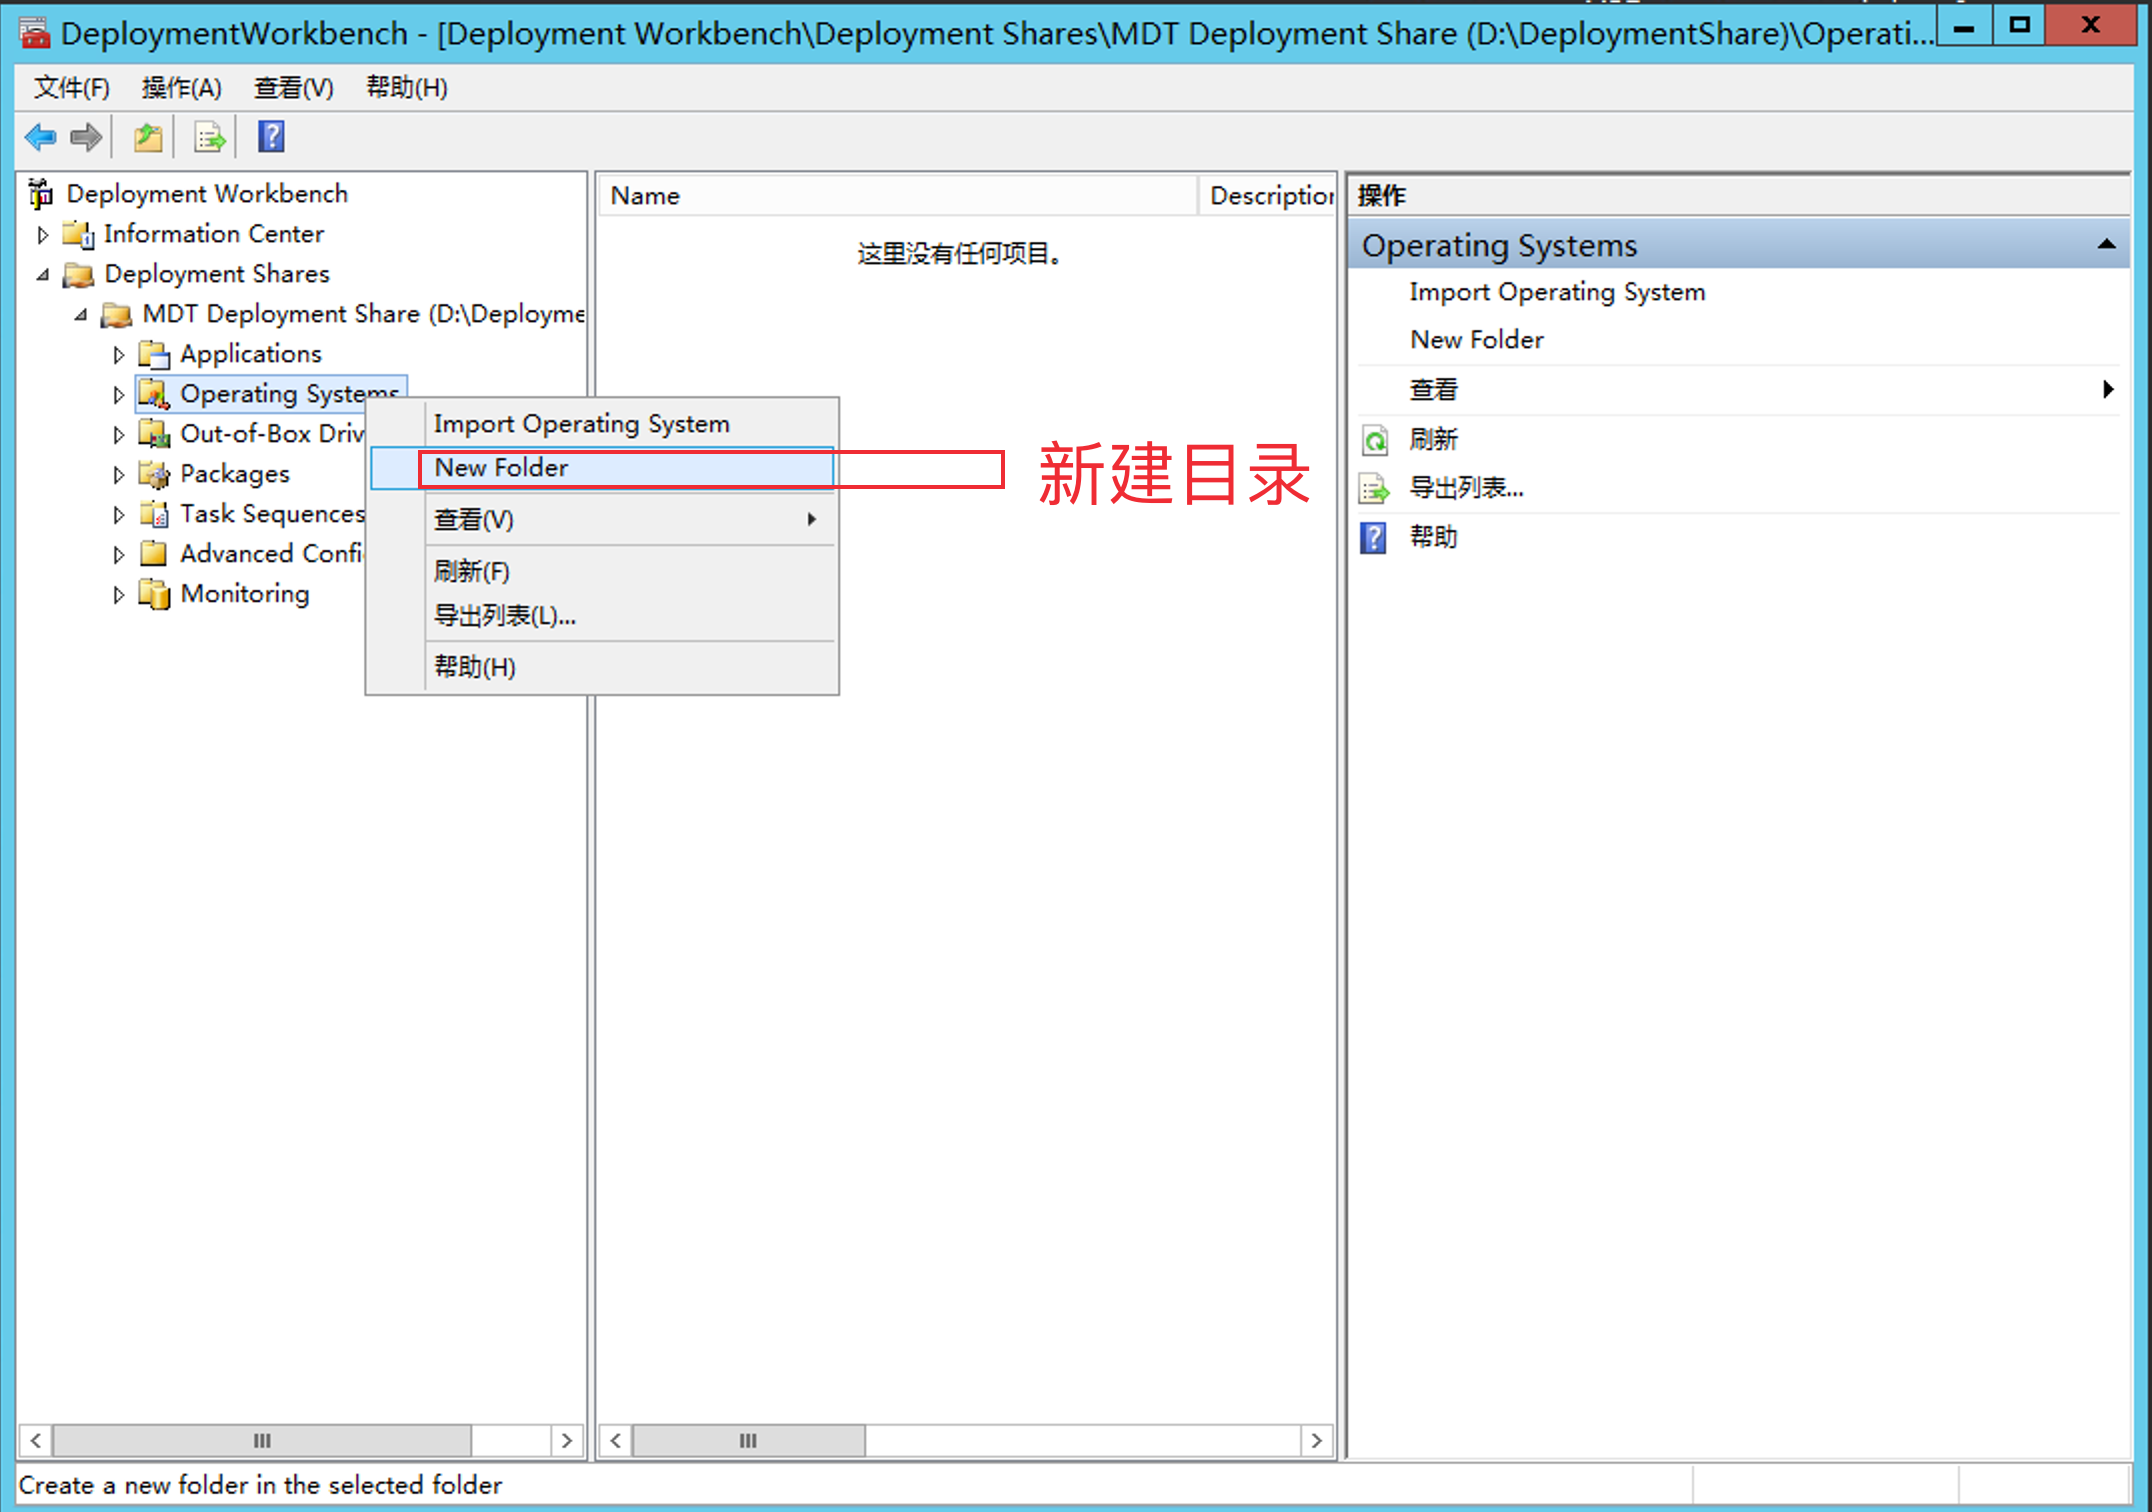 DeploymentWorkbench - [Deployment Workbench\Deployment Shares\MDT Deployment Share (D:\DeploymentShare)\Operati...
文件(F) 操作(A) 查看(V) 帮助(H)
Deployment Workbench
Information Center
Deployment Shares
MDT Deployment Share (D:\Deployme
Applications
Operating Systems
Out-of-Box Driv
Packages
Task Sequences
Advanced Confi
Monitoring
Import Operating System
New Folder
查看(V)
刷新(F)
导出列表(L)...
帮助(H)
新建目录
Name Description
这里没有任何项目。
操作
Operating Systems
Import Operating System
New Folder
查看
刷新
导出列表...
帮助
Create a new folder in the selected folder